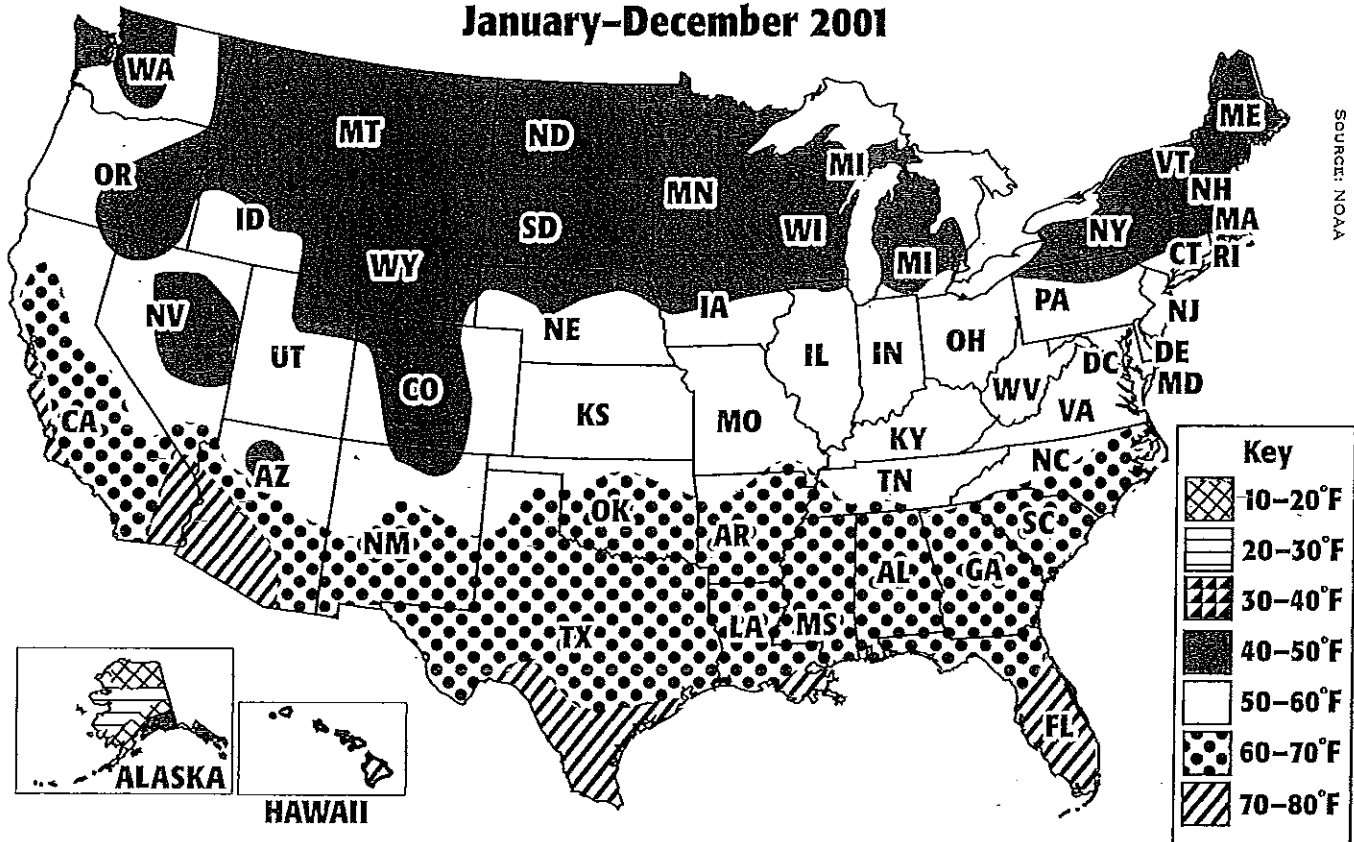 January–December 2001
WA
MT
ND
ME
OR
MN
MI
VT
NH
ID
SD
WI
NY
MA
WY
MI
CT
RI
NV
NE
IA
PA
NJ
UT
CO
IL
IN
OH
DC
DE
MD
WV
VA
CA
KS
MO
KY
AZ
NM
OK
AR
TN
NC
SC
TX
LA
MS
AL
GA
FL
ALASKA
HAWAII
Key
10–20°F
20–30°F
30–40°F
40–50°F
50–60°F
60–70°F
70–80°F
SOURCE: NOAA